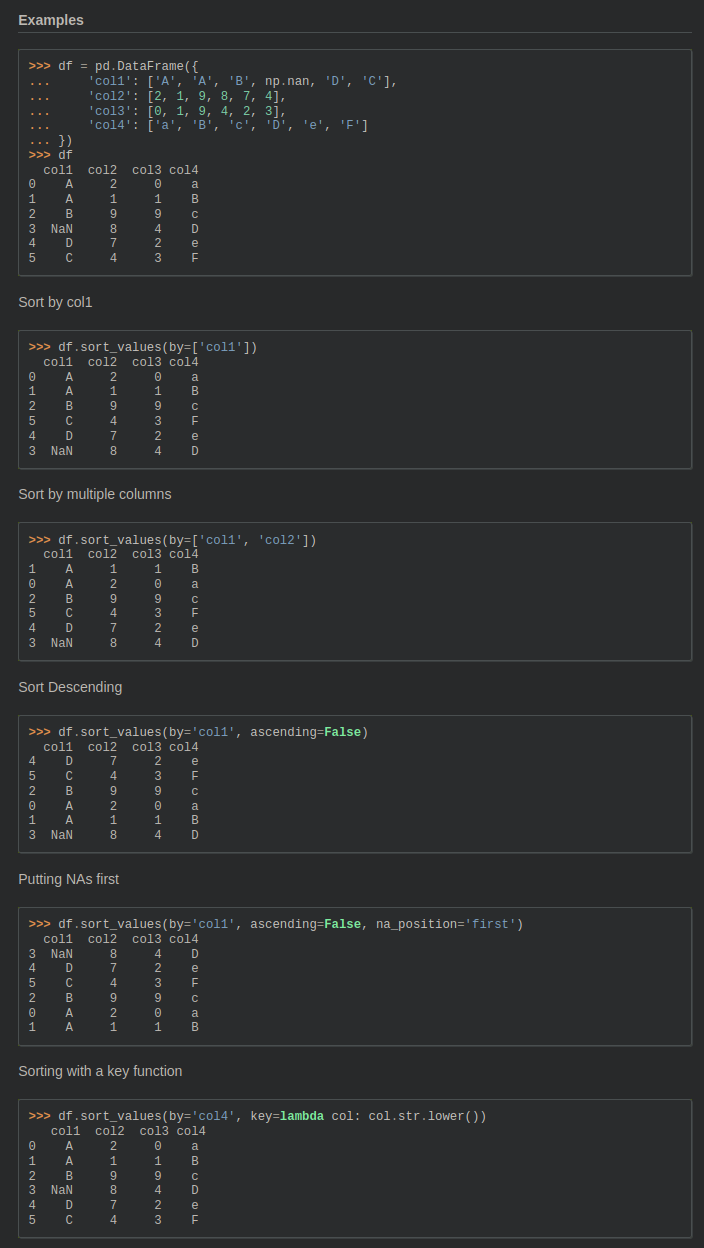 Examples
>>> df = pd.DataFrame({
...     'col1': ['A', 'A', 'B', np.nan, 'D', 'C'],
...     'col2': [2, 1, 9, 8, 7, 4],
...     'col3': [0, 1, 9, 4, 2, 3],
...     'col4': ['a', 'B', 'c', 'D', 'e', 'F']
... })
>>> df
  col1  col2  col3 col4
0    A     2     0    a
1    A     1     1    B
2    B     9     9    c
3  NaN     8     4    D
4    D     7     2    e
5    C     4     3    F
Sort by col1
>>> df.sort_values(by=['col1'])
  col1  col2  col3 col4
0    A     2     0    a
1    A     1     1    B
2    B     9     9    c
5    C     4     3    F
4    D     7     2    e
3  NaN     8     4    D
Sort by multiple columns
>>> df.sort_values(by=['col1', 'col2'])
  col1  col2  col3 col4
1    A     1     1    B
0    A     2     0    a
2    B     9     9    c
5    C     4     3    F
4    D     7     2    e
3  NaN     8     4    D
Sort Descending
>>> df.sort_values(by='col1', ascending=False)
  col1  col2  col3 col4
4    D     7     2    e
5    C     4     3    F
2    B     9     9    c
0    A     2     0    a
1    A     1     1    B
3  NaN     8     4    D
Putting NAs first
>>> df.sort_values(by='col1', ascending=False, na_position='first')
  col1  col2  col3 col4
3  NaN     8     4    D
4    D     7     2    e
5    C     4     3    F
2    B     9     9    c
0    A     2     0    a
1    A     1     1    B
Sorting with a key function
>>> df.sort_values(by='col4', key=lambda col: col.str.lower())
   col1  col2  col3 col4
0    A     2     0    a
1    A     1     1    B
2    B     9     9    c
3  NaN     8     4    D
4    D     7     2    e
5    C     4     3    F